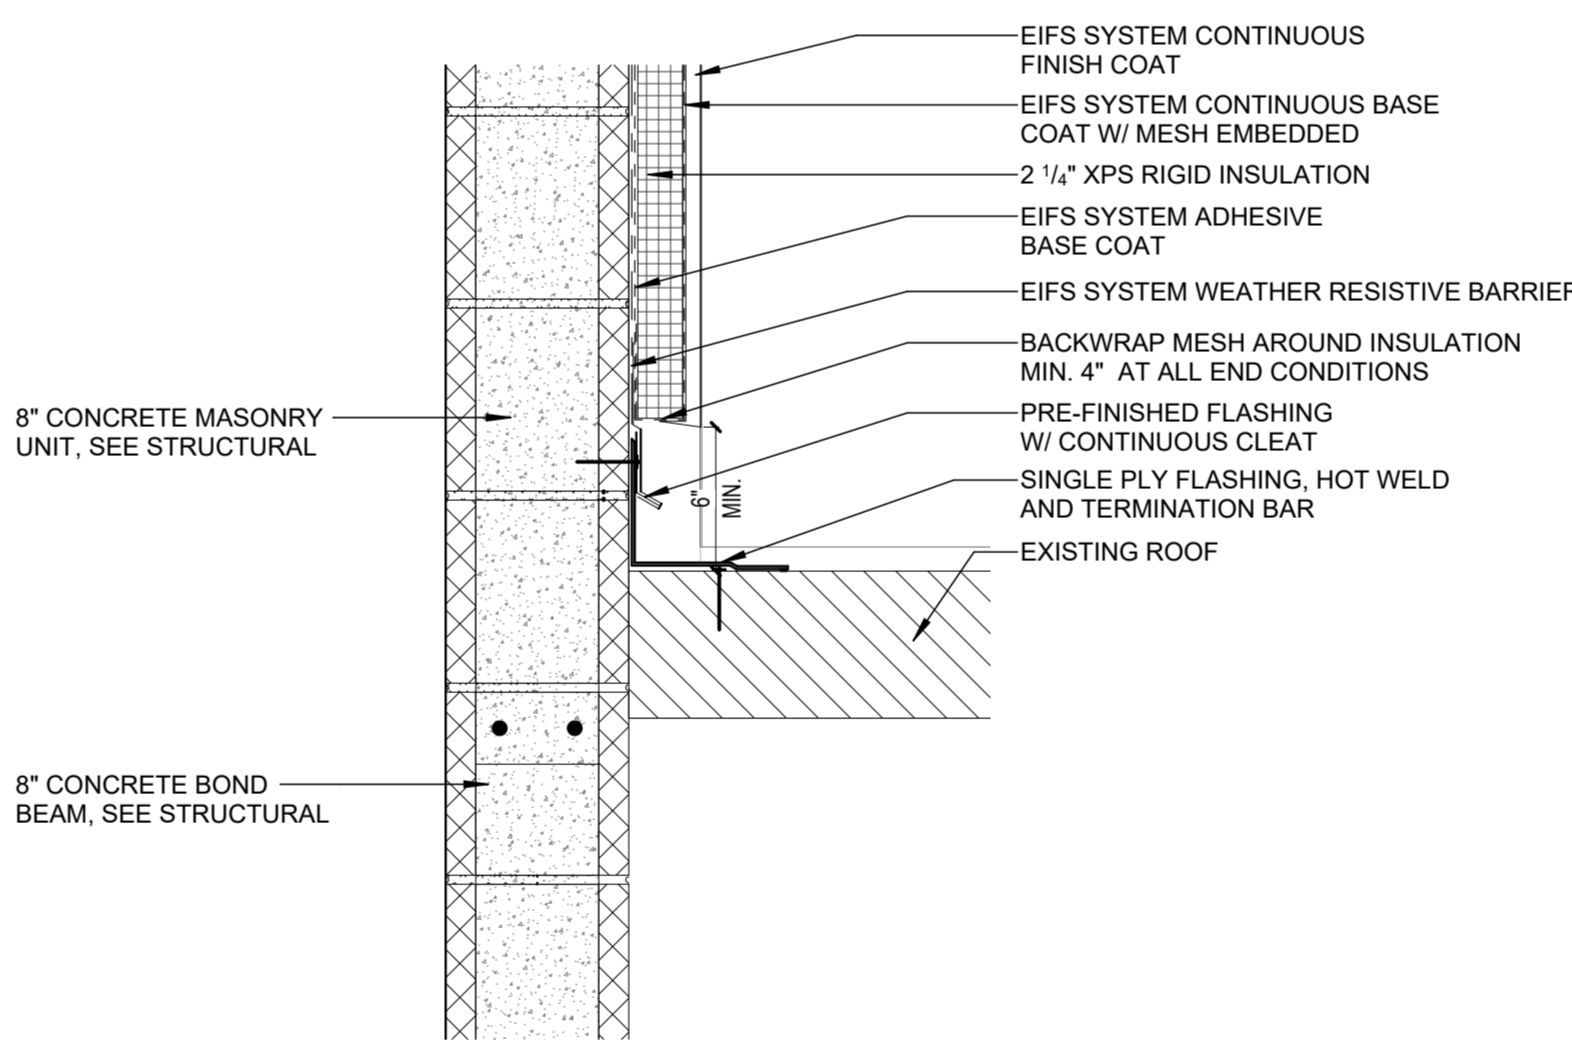 EIFS SYSTEM CONTINUOUS
FINISH COAT
EIFS SYSTEM CONTINUOUS BASE
COAT W/ MESH EMBEDDED
2 1/4" XPS RIGID INSULATION
EIFS SYSTEM ADHESIVE
BASE COAT
EIFS SYSTEM WEATHER RESISTIVE BARRIER
BACKWRAP MESH AROUND INSULATION
MIN. 4" AT ALL END CONDITIONS
PRE-FINISHED FLASHING
W/ CONTINUOUS CLEAT
SINGLE PLY FLASHING, HOT WELD
AND TERMINATION BAR
EXISTING ROOF
6"
MIN.
8" CONCRETE MASONRY
UNIT, SEE STRUCTURAL
8" CONCRETE BOND
BEAM, SEE STRUCTURAL